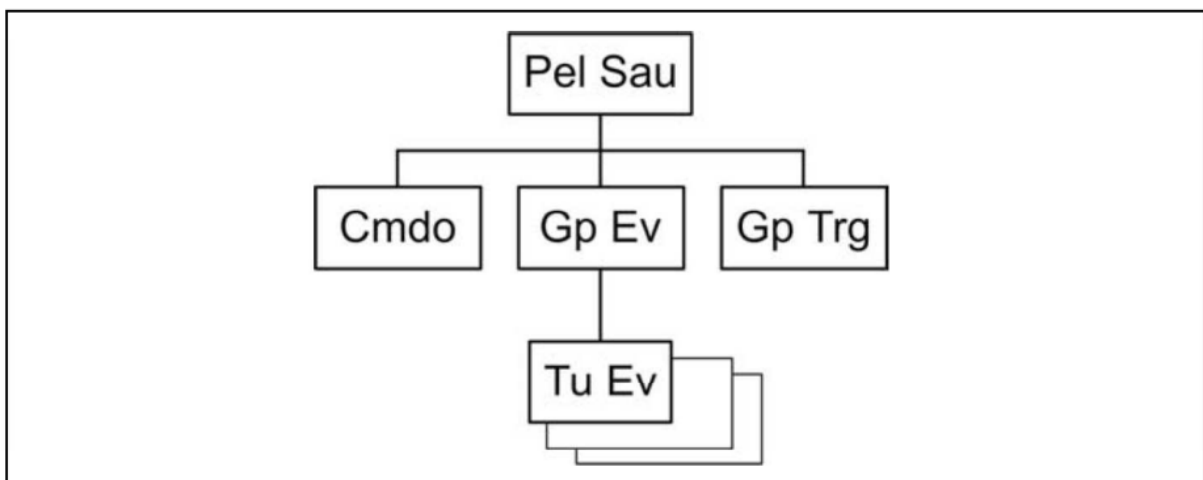 Pel Sau
Cmdo
Gp Ev
Gp Trg
Tu Ev